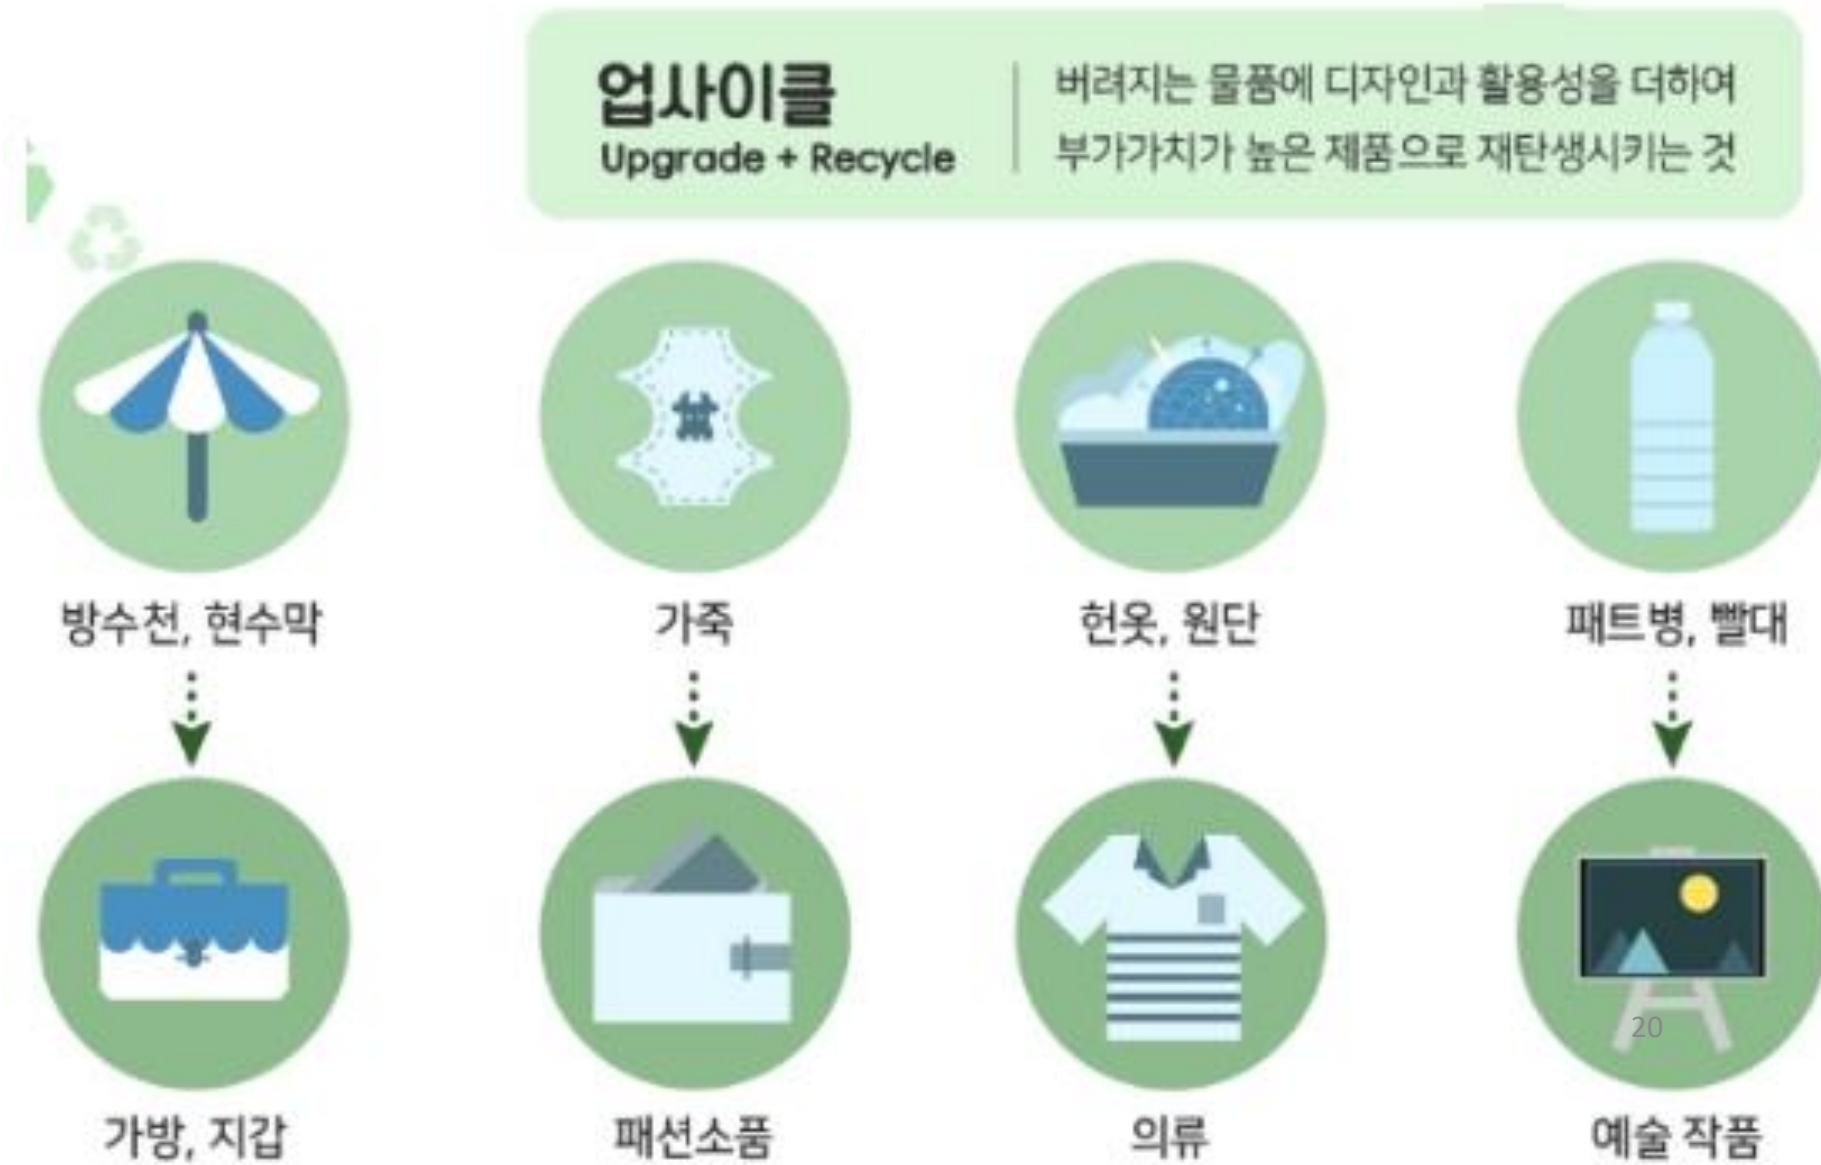 업사이클
Upgrade + Recycle
버려지는 물품에 디자인과 활용성을 더하여
부가가치가 높은 제품으로 재탄생시키는 것
방수천, 현수막
가죽
헌옷, 원단
패트병, 빨대
가방, 지갑
패션소품
의류
예술 작품
20